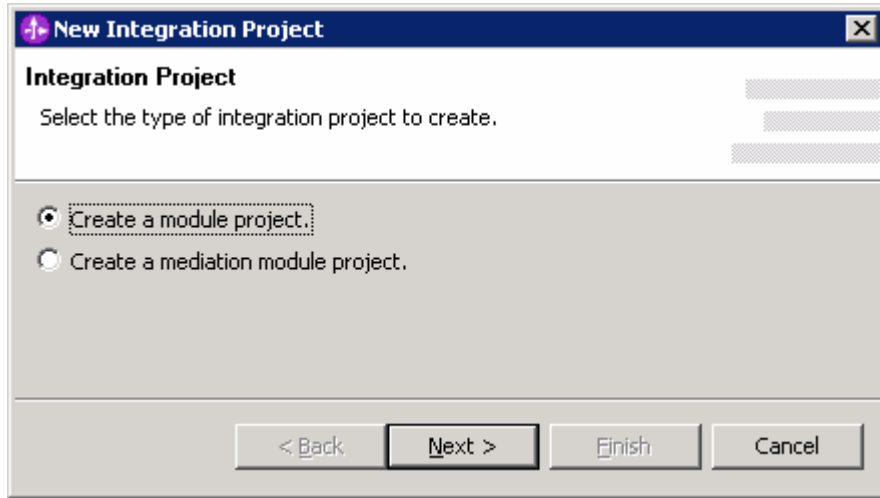 New Integration Project
Integration Project
Select the type of integration project to create.
Create a module project.
Create a mediation module project.
< Back Next > Finish Cancel